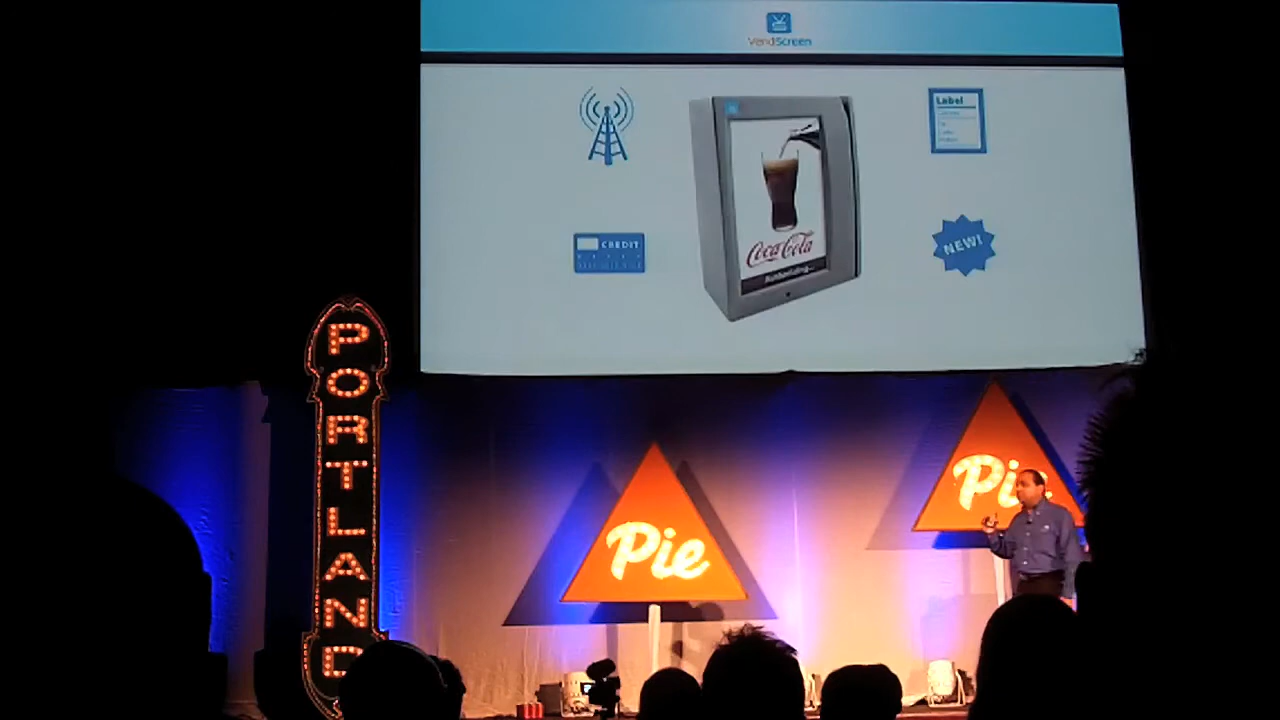 VendScreen
Label
CREDIT
NEW!
Coca-Cola
PORTLAND
Pie
Pie